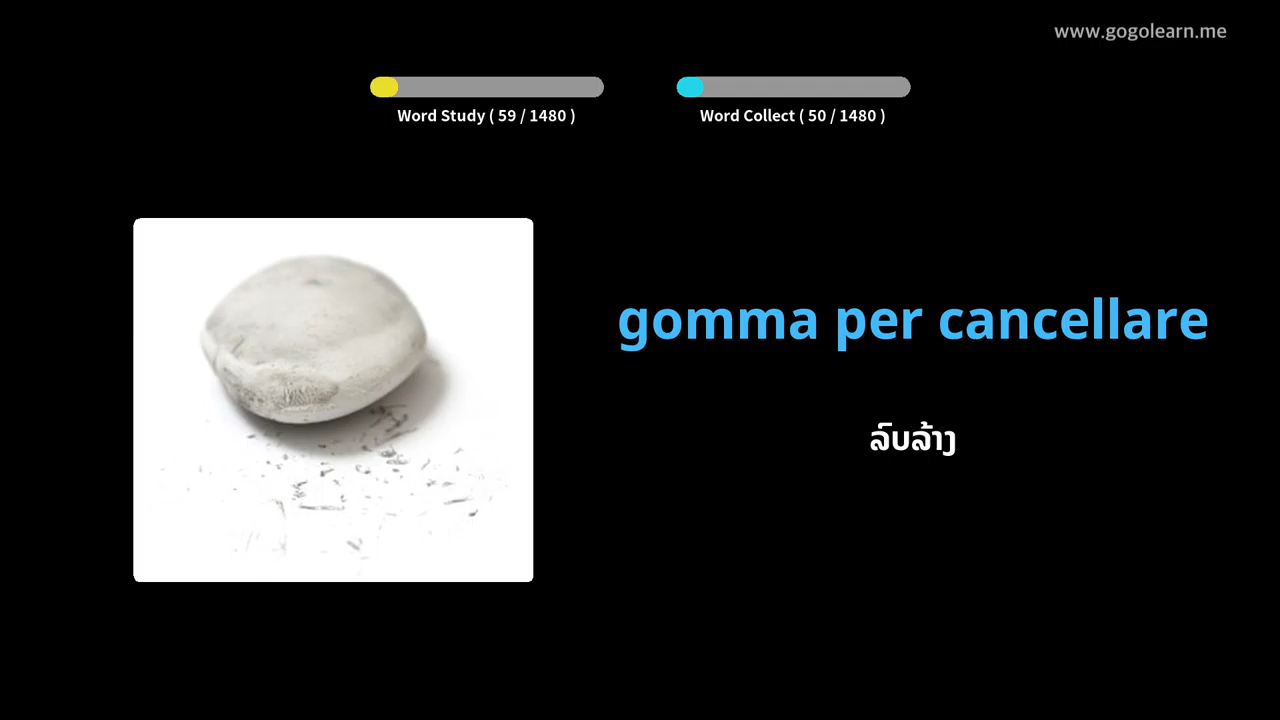 www.gogolearn.me
Word Study ( 59 / 1480 )
Word Collect ( 50 / 1480 )
gomma per cancellare
ລົບລ້າງ